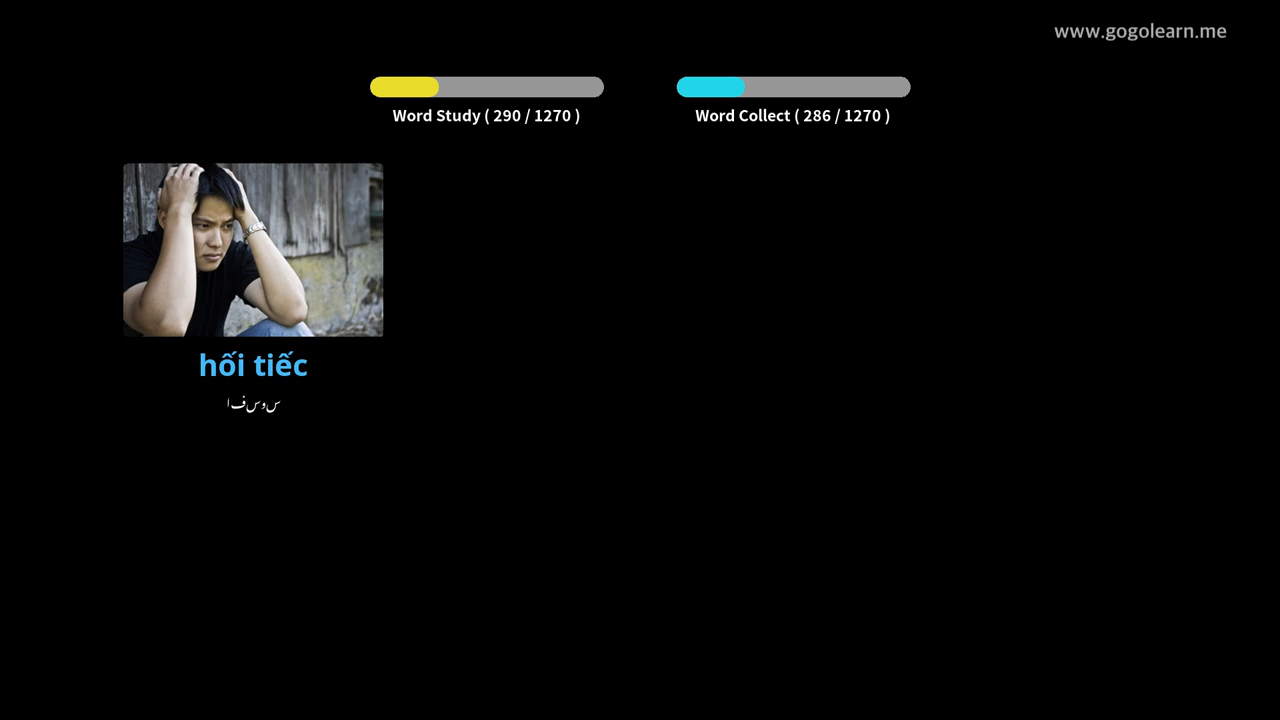 www.gogolearn.me
Word Study ( 290 / 1270 )
Word Collect ( 286 / 1270 )
hối tiếc
افسوس